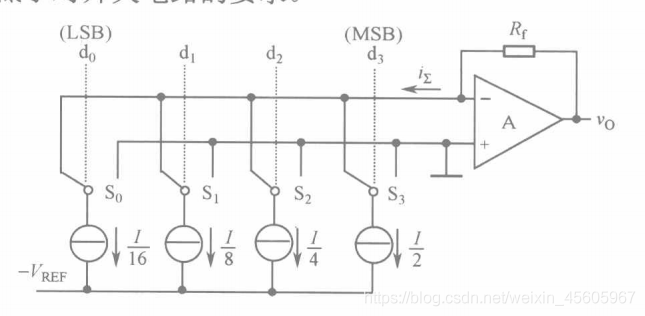 (LSB) (MSB)
d₀ d₁ d₂ d₃ Rf
iΣ
− A + vO
S₀ S₁ S₂ S₃
I/16 I/8 I/4 I/2
−VREF
https://blog.csdn.net/weixin_45605967